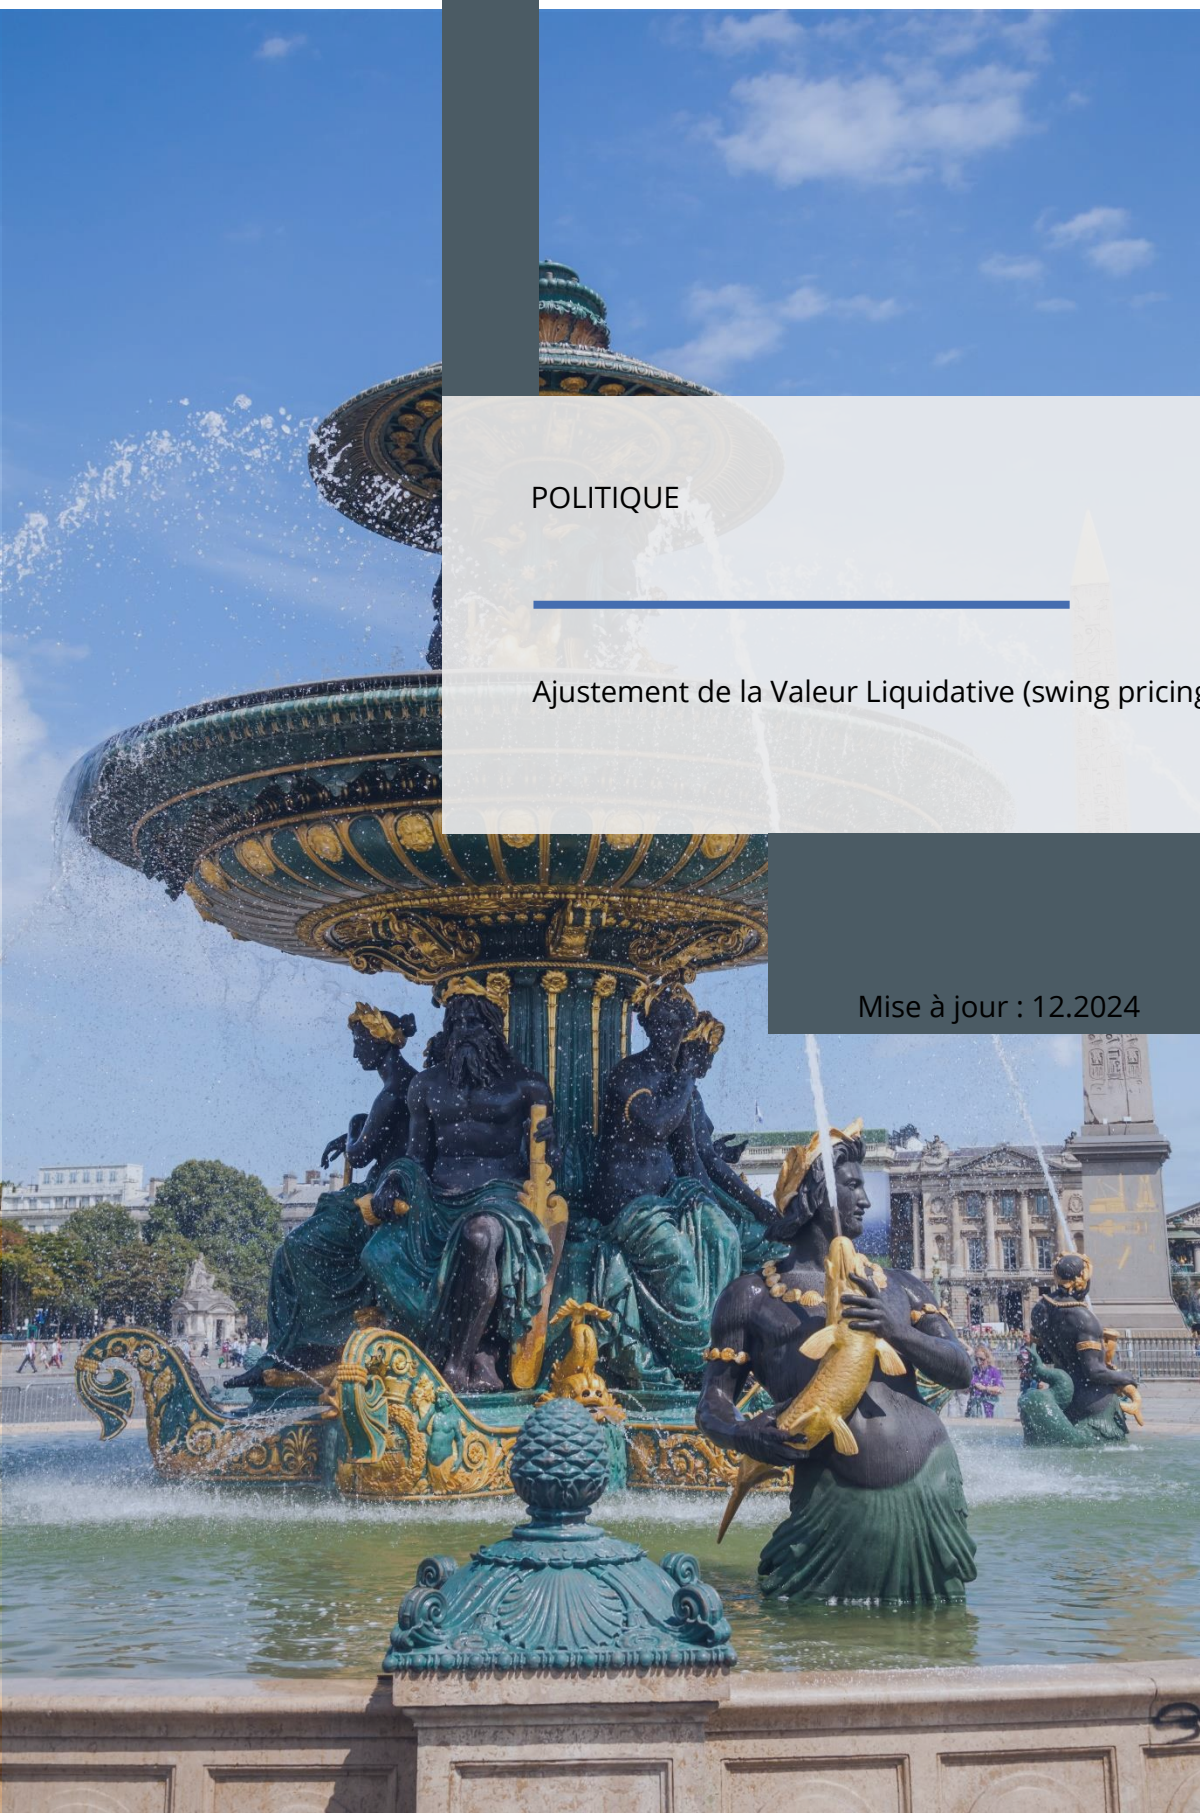 POLITIQUE
Ajustement de la Valeur Liquidative (swing pricing
Mise à jour : 12.2024